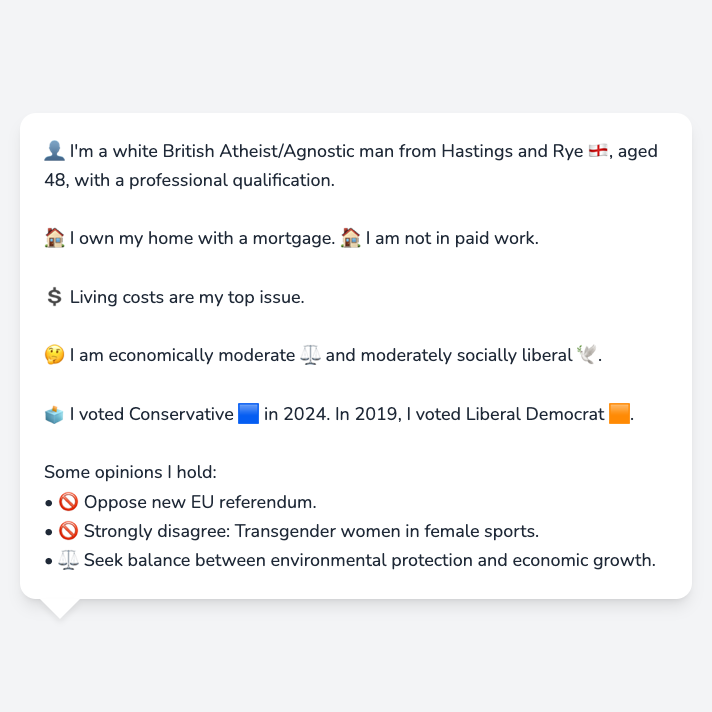 👤 I'm a white British Atheist/Agnostic man from Hastings and Rye 🏴󠁧󠁢󠁥󠁮󠁧󠁿, aged
48, with a professional qualification.
🏠 I own my home with a mortgage. 🏠 I am not in paid work.
💲 Living costs are my top issue.
🤔 I am economically moderate ⚖️ and moderately socially liberal 🕊️.
🗳️ I voted Conservative 🟦 in 2024. In 2019, I voted Liberal Democrat 🟧.
Some opinions I hold:
• 🚫 Oppose new EU referendum.
• 🚫 Strongly disagree: Transgender women in female sports.
• ⚖️ Seek balance between environmental protection and economic growth.